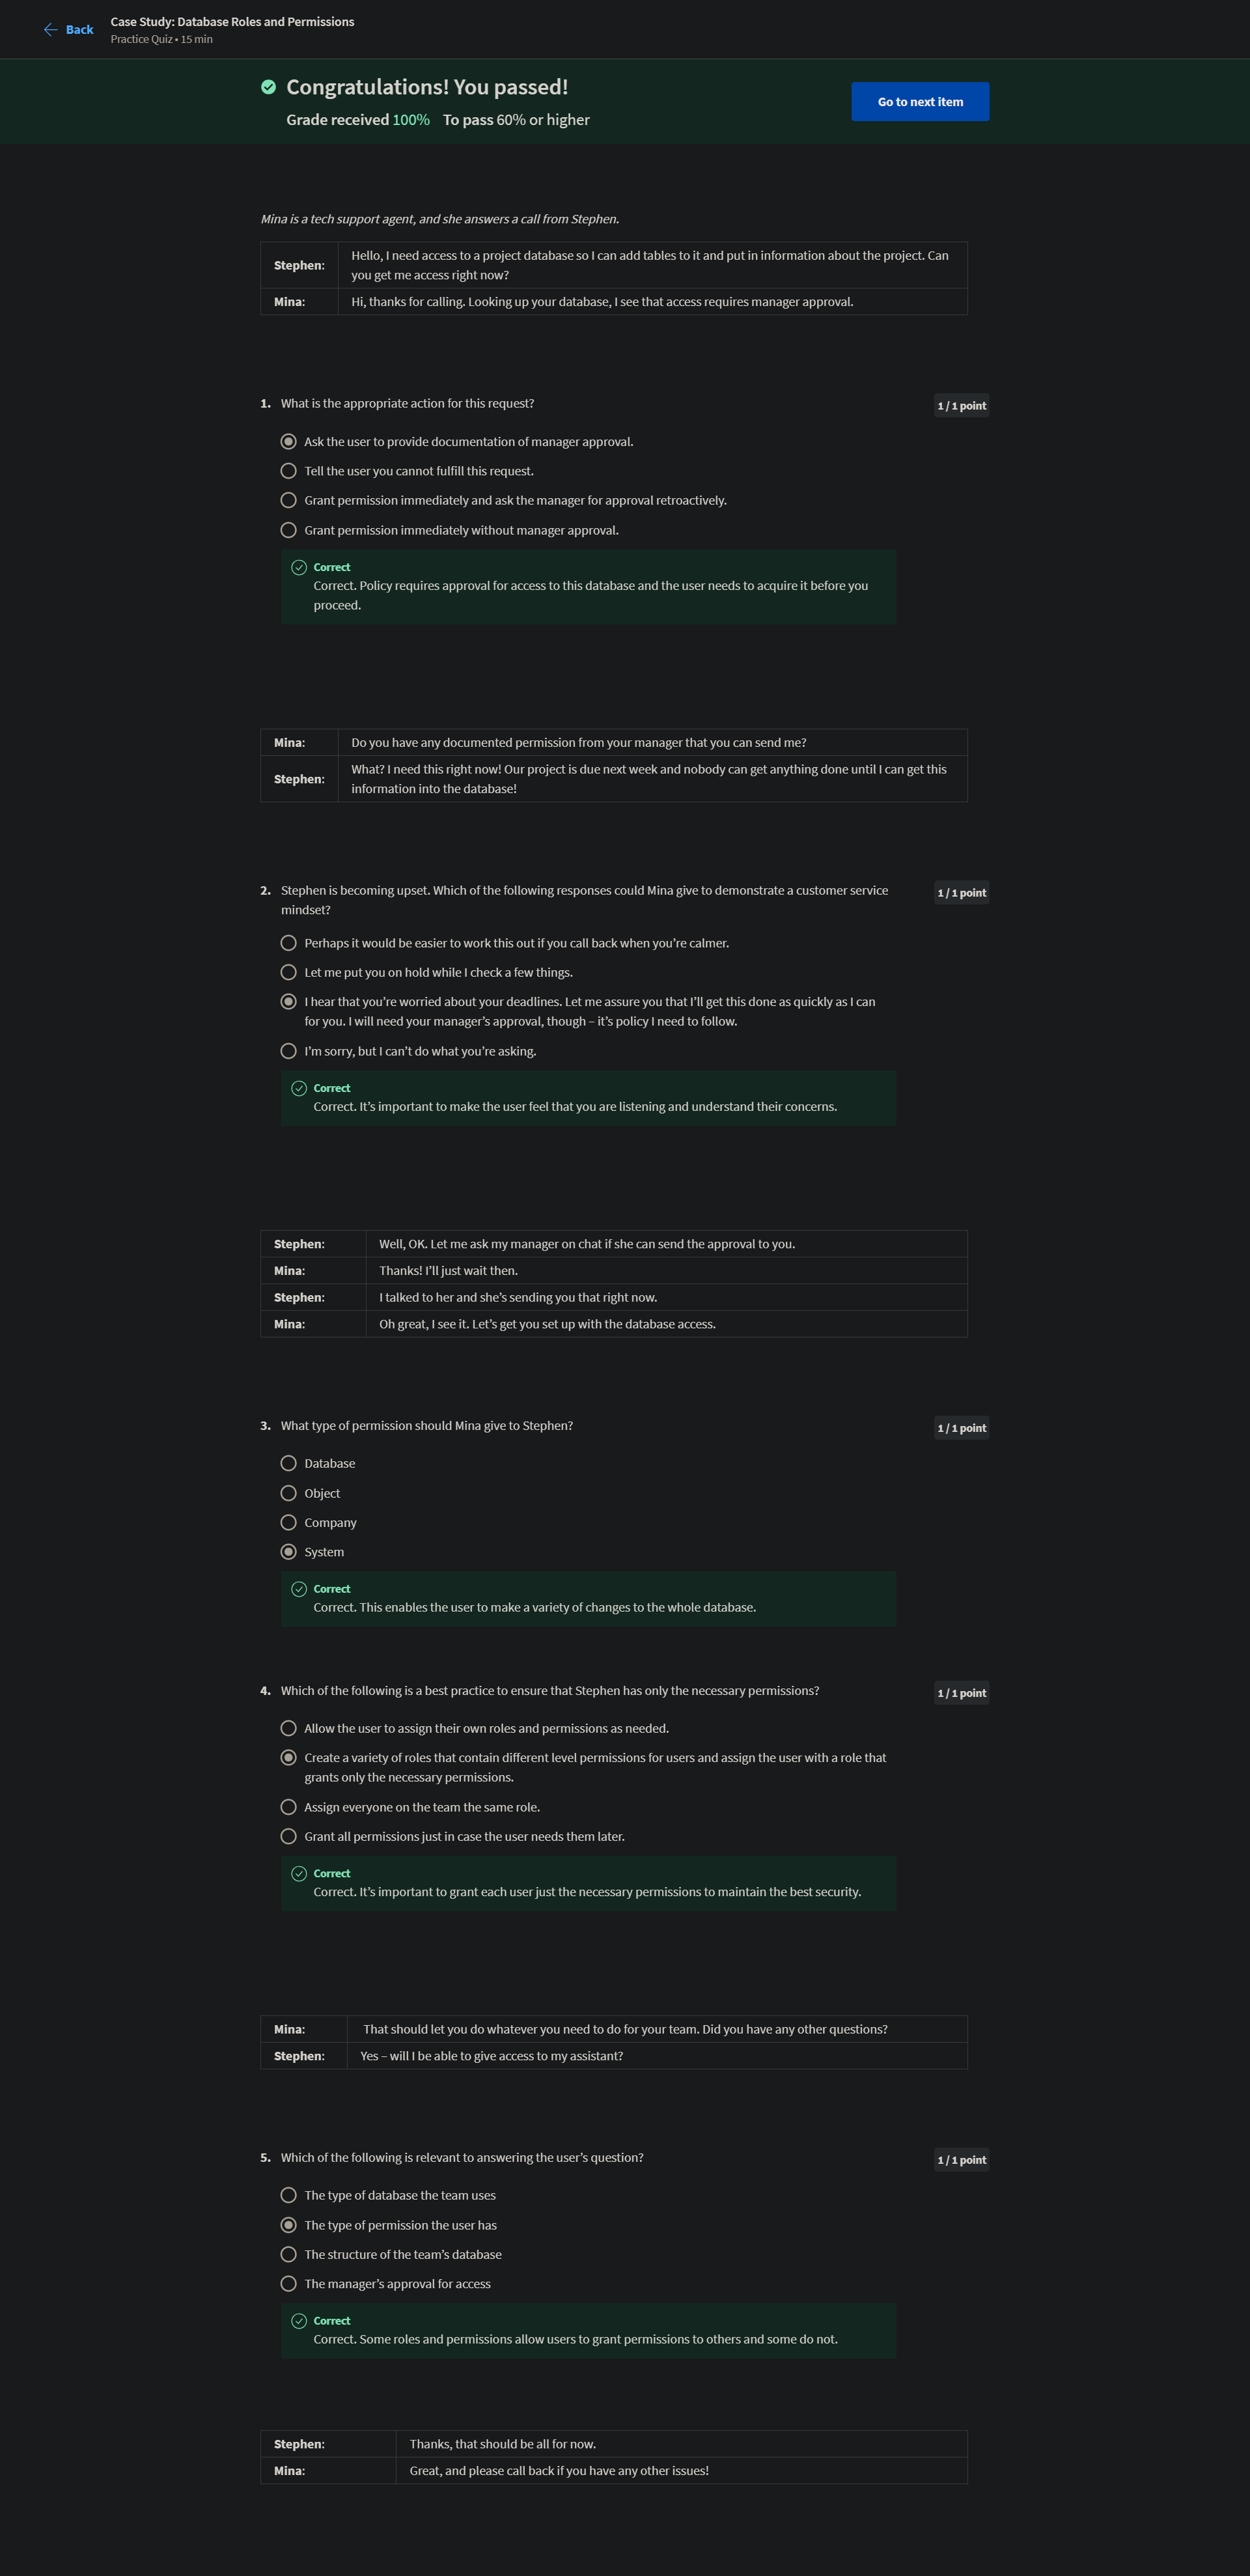 Back
Case Study: Database Roles and Permissions
Practice Quiz • 15 min
Congratulations! You passed!
Grade received 100% To pass 60% or higher
Go to next item
Mina is a tech support agent, and she answers a call from Stephen.
Stephen: Hello, I need access to a project database so I can add tables to it and put in information about the project. Can
you get me access right now?
Mina: Hi, thanks for calling. Looking up your database, I see that access requires manager approval.
1. What is the appropriate action for this request?
1 / 1 point
Ask the user to provide documentation of manager approval.
Tell the user you cannot fulfill this request.
Grant permission immediately and ask the manager for approval retroactively.
Grant permission immediately without manager approval.
Correct
Correct. Policy requires approval for access to this database and the user needs to acquire it before you
proceed.
Mina: Do you have any documented permission from your manager that you can send me?
Stephen: What? I need this right now! Our project is due next week and nobody can get anything done until I can get this
information into the database!
2. Stephen is becoming upset. Which of the following responses could Mina give to demonstrate a customer service
mindset?
1 / 1 point
Perhaps it would be easier to work this out if you call back when you’re calmer.
Let me put you on hold while I check a few things.
I hear that you’re worried about your deadlines. Let me assure you that I’ll get this done as quickly as I can
for you. I will need your manager’s approval, though – it’s policy I need to follow.
I’m sorry, but I can’t do what you’re asking.
Correct
Correct. It’s important to make the user feel that you are listening and understand their concerns.
Stephen: Well, OK. Let me ask my manager on chat if she can send the approval to you.
Mina: Thanks! I’ll just wait then.
Stephen: I talked to her and she’s sending you that right now.
Mina: Oh great, I see it. Let’s get you set up with the database access.
3. What type of permission should Mina give to Stephen?
1 / 1 point
Database
Object
Company
System
Correct
Correct. This enables the user to make a variety of changes to the whole database.
4. Which of the following is a best practice to ensure that Stephen has only the necessary permissions?
1 / 1 point
Allow the user to assign their own roles and permissions as needed.
Create a variety of roles that contain different level permissions for users and assign the user with a role that
grants only the necessary permissions.
Assign everyone on the team the same role.
Grant all permissions just in case the user needs them later.
Correct
Correct. It’s important to grant each user just the necessary permissions to maintain the best security.
Mina: That should let you do whatever you need to do for your team. Did you have any other questions?
Stephen: Yes – will I be able to give access to my assistant?
5. Which of the following is relevant to answering the user’s question?
1 / 1 point
The type of database the team uses
The type of permission the user has
The structure of the team’s database
The manager’s approval for access
Correct
Correct. Some roles and permissions allow users to grant permissions to others and some do not.
Stephen: Thanks, that should be all for now.
Mina: Great, and please call back if you have any other issues!